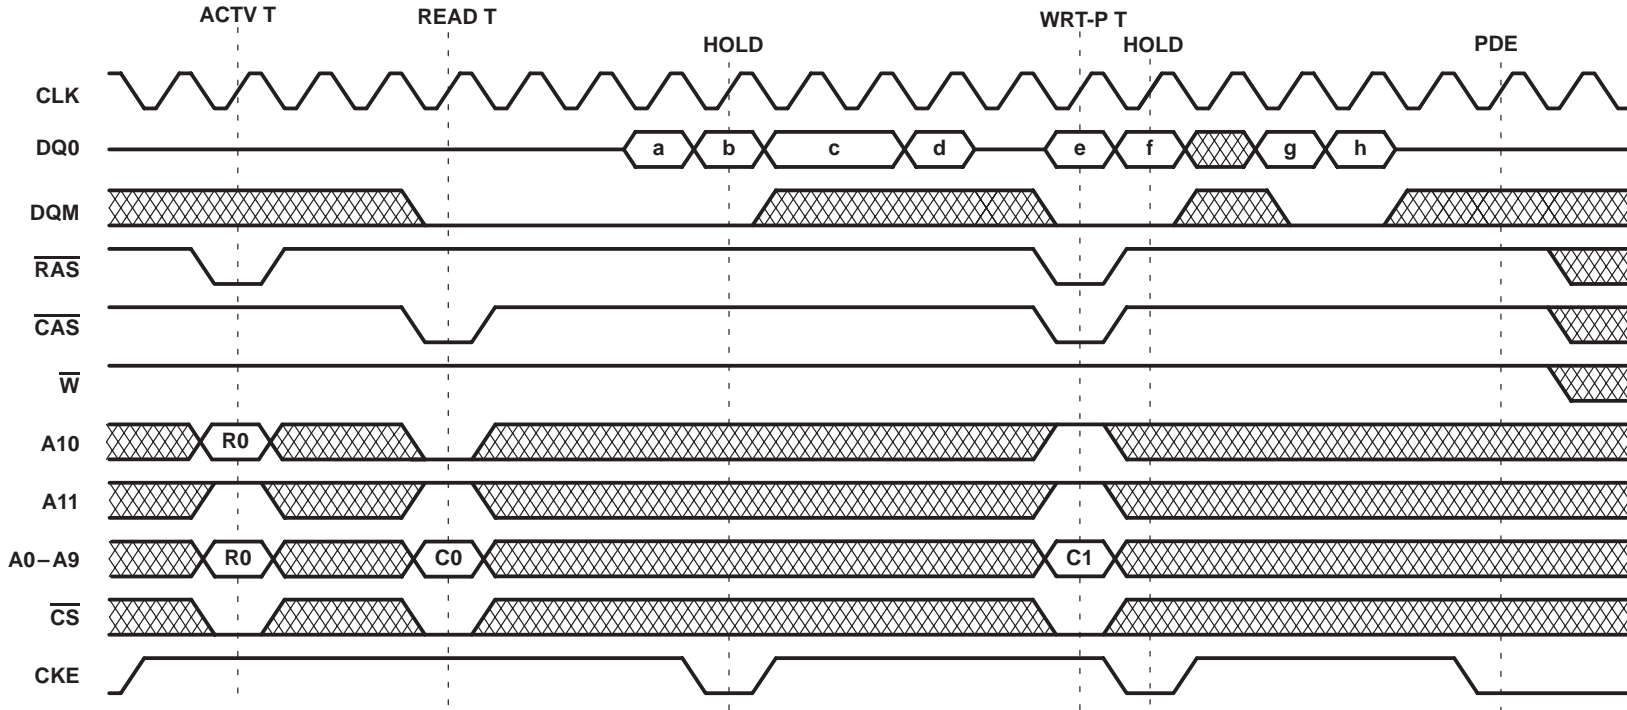 ACTV T
READ T
WRT-P T
HOLD
HOLD
PDE
CLK
DQ0
a
b
c
d
e
f
g
h
DQM
RAS
CAS
W
A10
R0
A11
A0–A9
R0
C0
C1
CS
CKE